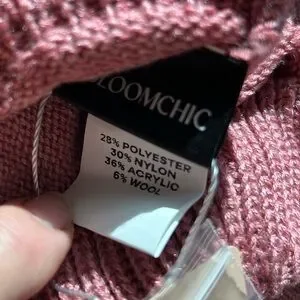 LOOMCHIC
28% POLYESTER
30% NYLON
36% ACRYLIC
6% WOOL